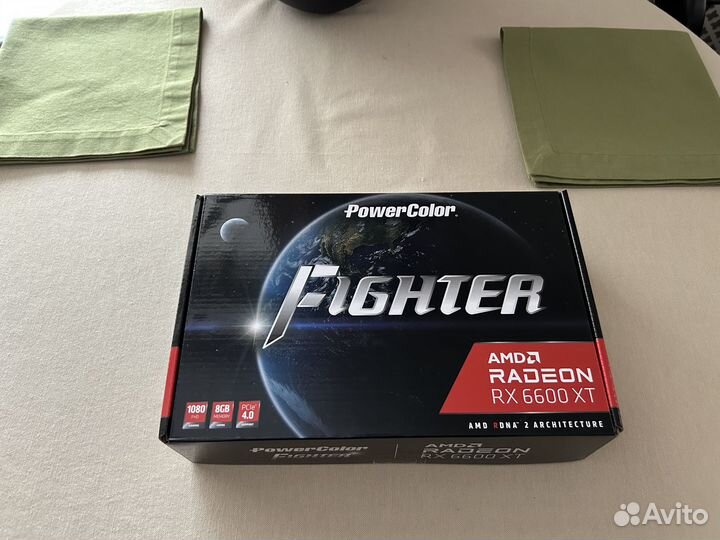 PowerColor
FIGHTER
AMD
RADEON
RX 6600 XT
1080
8GB
MEMORY
PCIe
4.0
AMD RDNA 2 ARCHITECTURE
PowerColor
FIGHTER
AMD
RADEON
RX 6600 XT
Avito